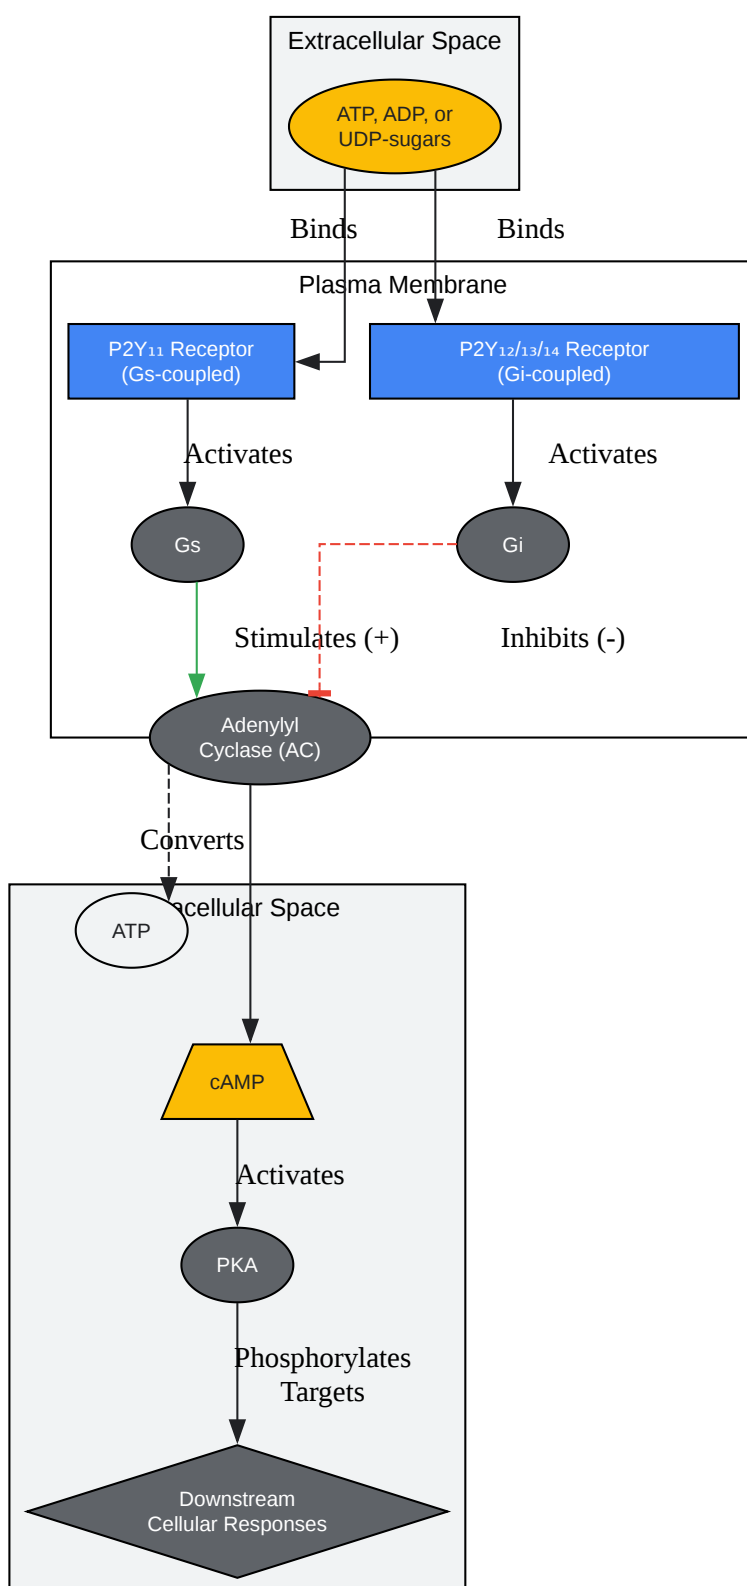 Extracellular Space
ATP, ADP, or
UDP-sugars
Binds
Binds
Plasma Membrane
P2Y₁₁ Receptor
(Gs-coupled)
P2Y₁₂/₁₃/₁₄ Receptor
(Gi-coupled)
Activates
Activates
Gs
Gi
Stimulates (+)
Inhibits (-)
Adenylyl
Cyclase (AC)
Converts
acellular Space
ATP
cAMP
Activates
PKA
Phosphorylates
Targets
Downstream
Cellular Responses